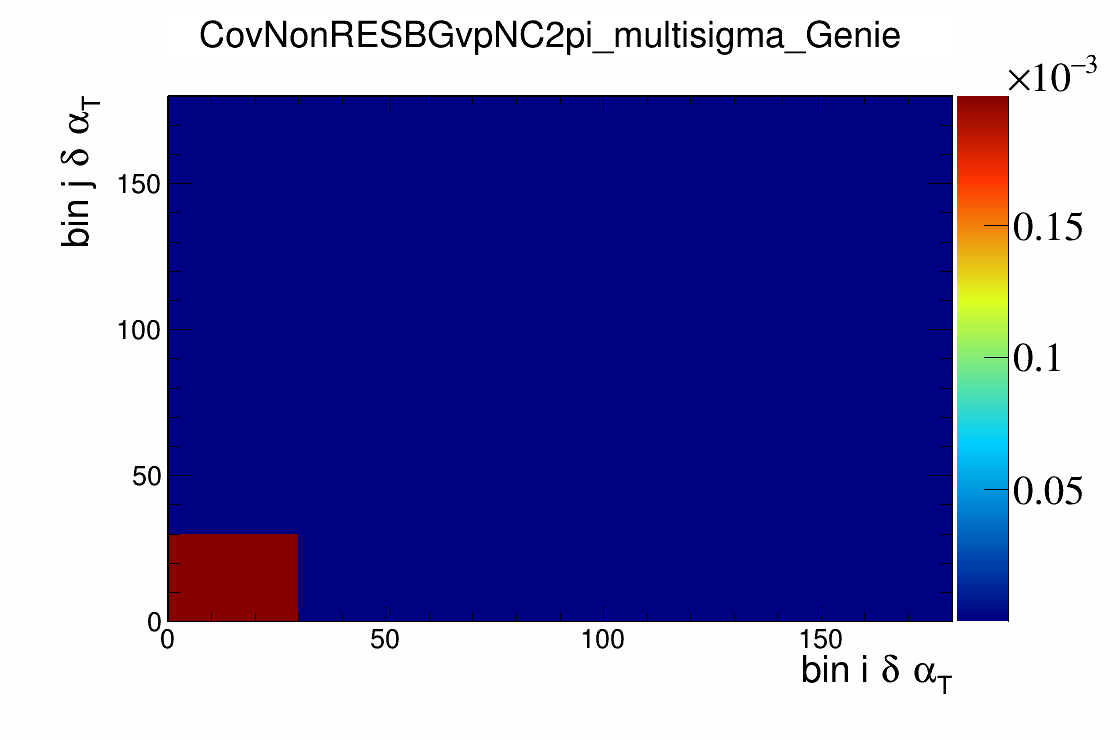 CovNonRESBGvpNC2pi_multisigma_Genie
×10⁻³
bin j δ α_T
150
100
50
0
0 50 100 150
bin i δ α_T
0.15
0.1
0.05